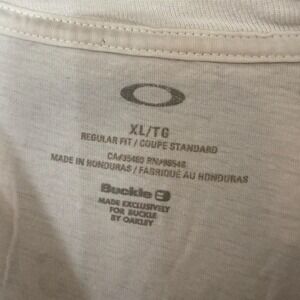 XL/TG
REGULAR FIT / COUPE STANDARD
CA#35460 RN#96548
MADE IN HONDURAS / FABRIQUÉ AU HONDURAS
Buckle B
MADE EXCLUSIVELY
FOR BUCKLE
BY OAKLEY